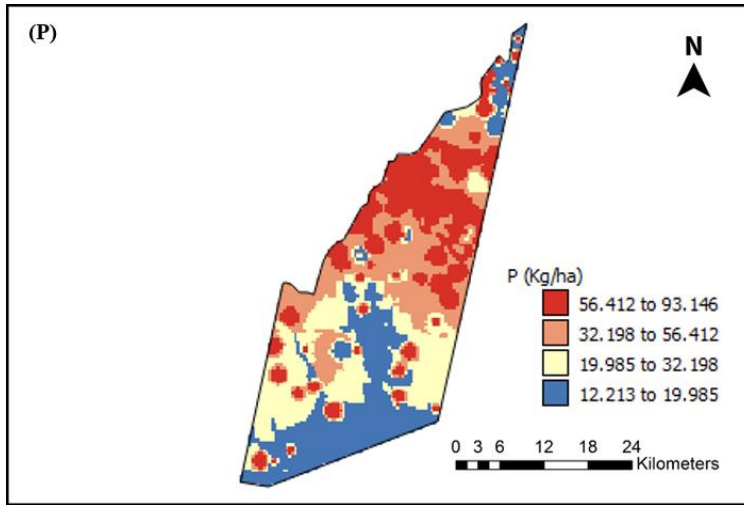 (P)
N
P (Kg/ha)
56.412 to 93.146
32.198 to 56.412
19.985 to 32.198
12.213 to 19.985
0 3 6 12 18 24
Kilometers